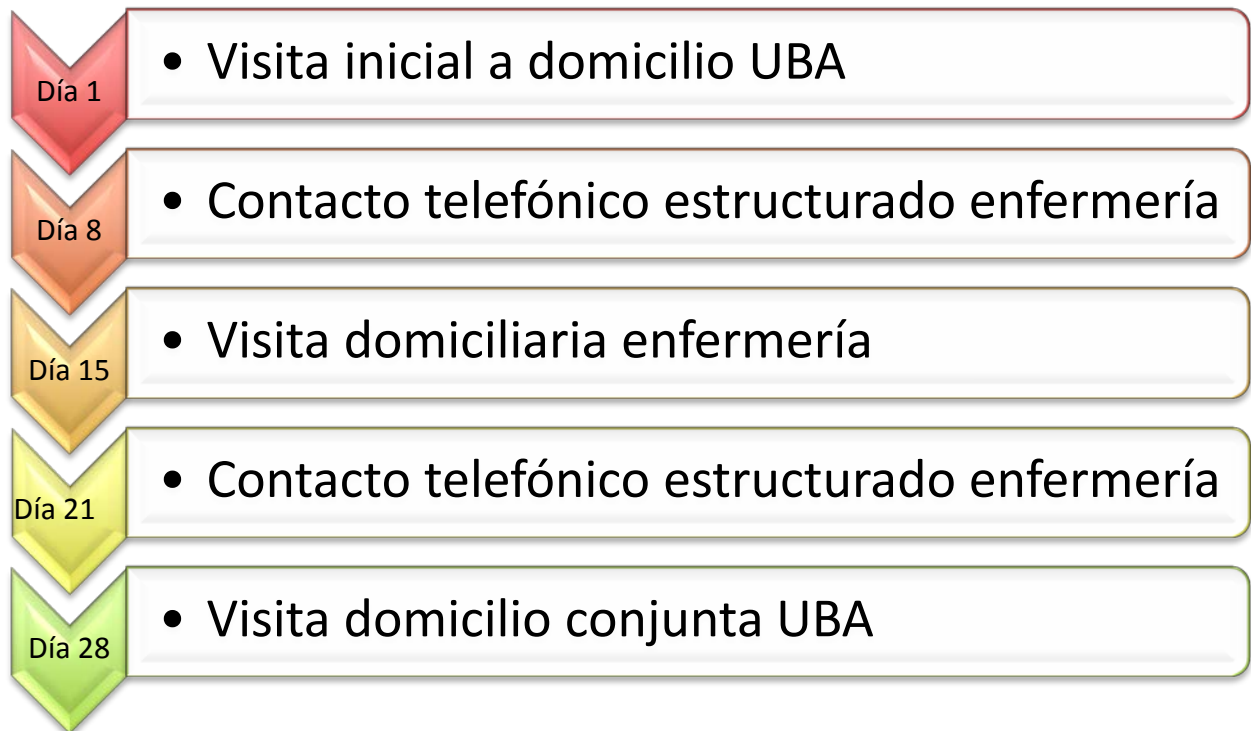 Día 1
• Visita inicial a domicilio UBA
Día 8
• Contacto telefónico estructurado enfermería
Día 15
• Visita domiciliaria enfermería
Día 21
• Contacto telefónico estructurado enfermería
Día 28
• Visita domicilio conjunta UBA